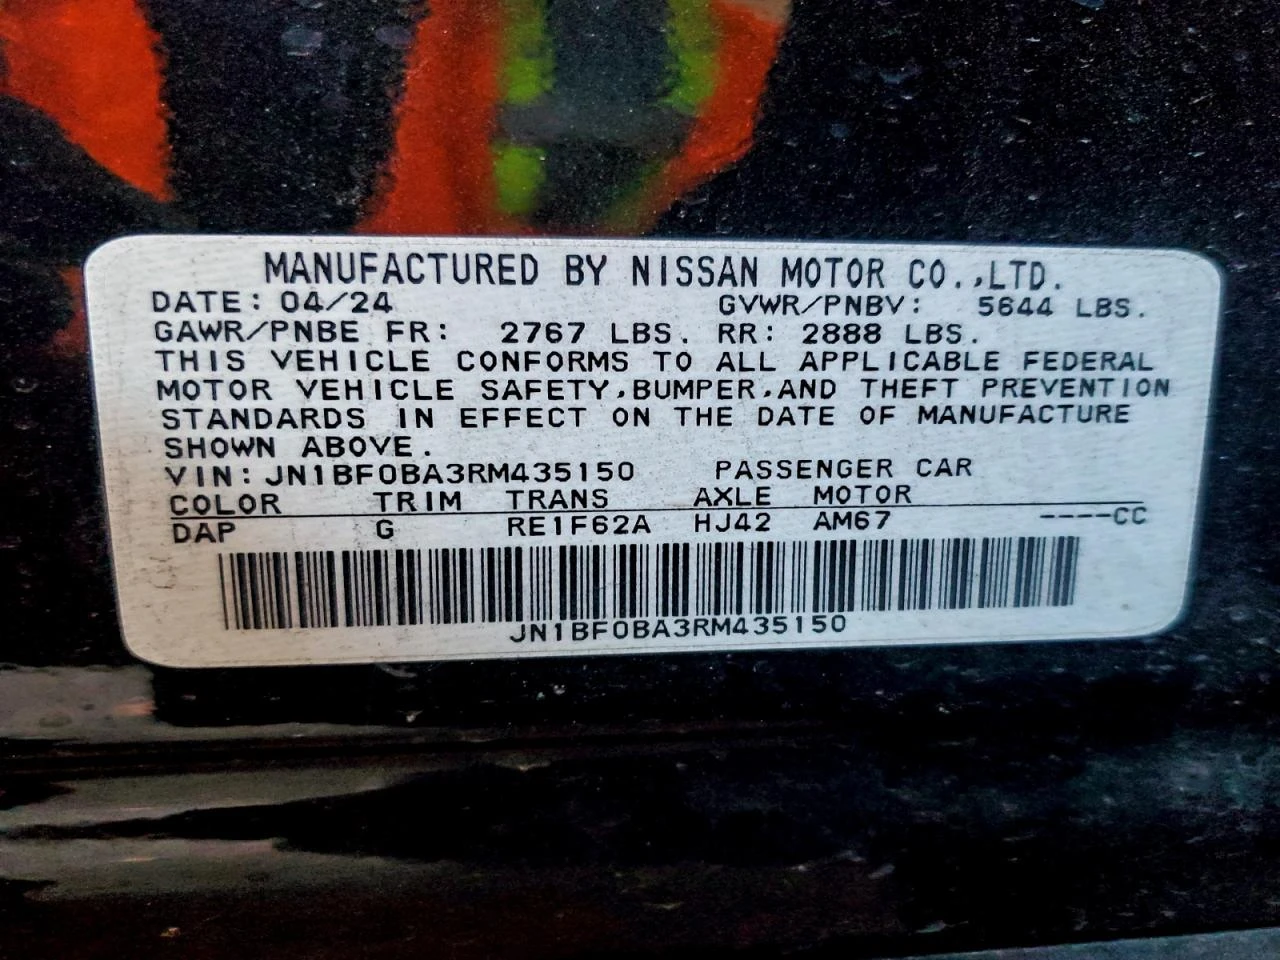 MANUFACTURED BY NISSAN MOTOR CO.,LTD.
DATE: 04/24 GVWR/PNBV: 5644 LBS.
GAWR/PNBE FR: 2767 LBS. RR: 2888 LBS.
THIS VEHICLE CONFORMS TO ALL APPLICABLE FEDERAL
MOTOR VEHICLE SAFETY,BUMPER,AND THEFT PREVENTION
STANDARDS IN EFFECT ON THE DATE OF MANUFACTURE
SHOWN ABOVE.
VIN: JN1BF0BA3RM435150 PASSENGER CAR
COLOR TRIM TRANS AXLE MOTOR
DAP G RE1F62A HJ42 AM67 ----CC
JN1BF0BA3RM435150